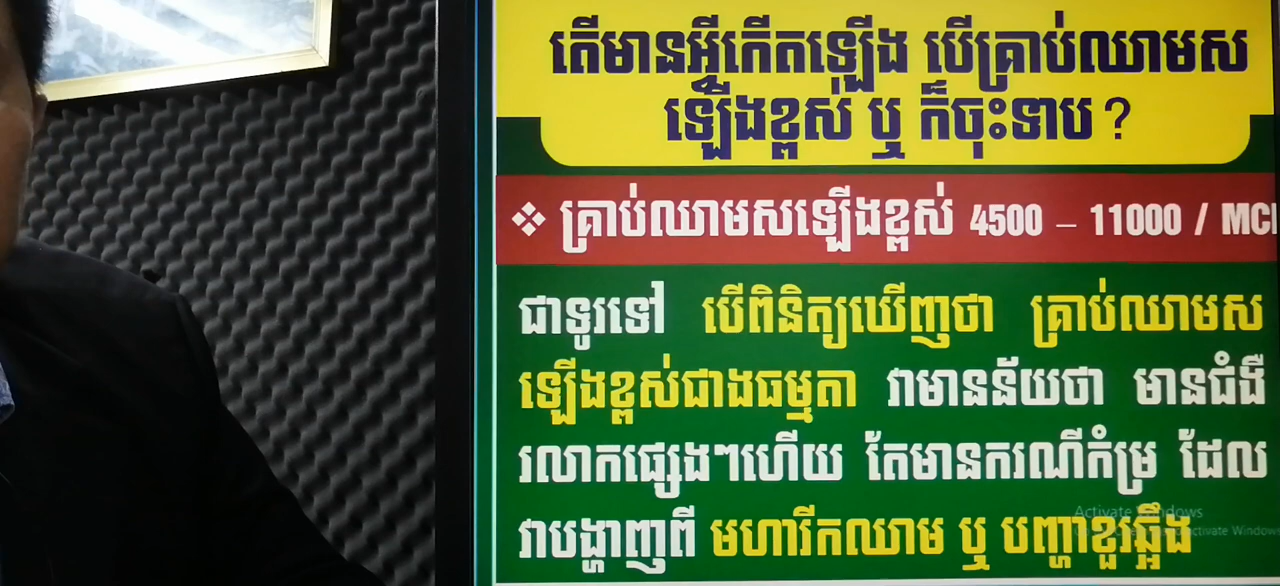 តើមានអ្វីកើតឡើង បើគ្រាប់ឈាមស
ឡើងខ្ពស់ ឬ ក៏ចុះទាប ?
❖ គ្រាប់ឈាមសឡើងខ្ពស់ 4500 – 11000 / MC
ជាទូរទៅ បើពិនិត្យឃើញថា គ្រាប់ឈាមស
ឡើងខ្ពស់ជាងធម្មតា វាមានន័យថា មានជំងឺ
រលាកផ្សេងៗហើយ តែមានករណីកំម្រ ដែល
វាបង្ហាញពី មហារីកឈាម ឬ បញ្ហាខួរឆ្អឹង
Activate Windows
activate Windows